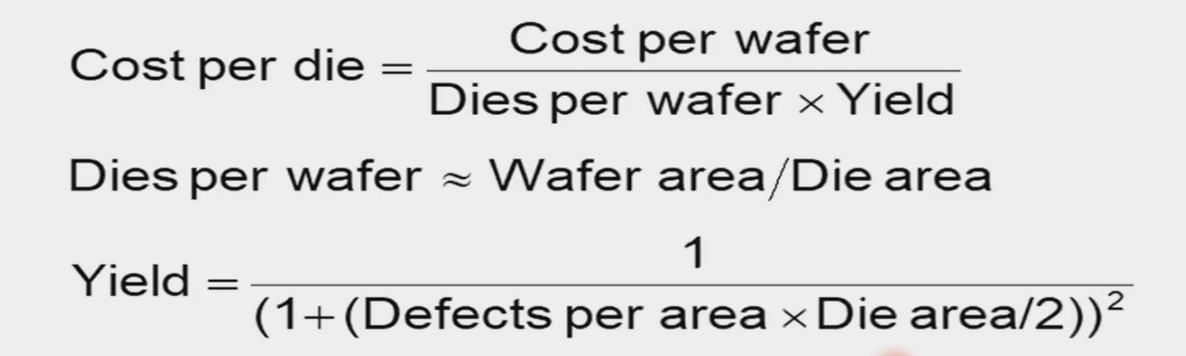 Cost per die = Cost per wafer / Dies per wafer × Yield
Dies per wafer ≈ Wafer area/Die area
Yield = 1 / (1+(Defects per area × Die area/2))²